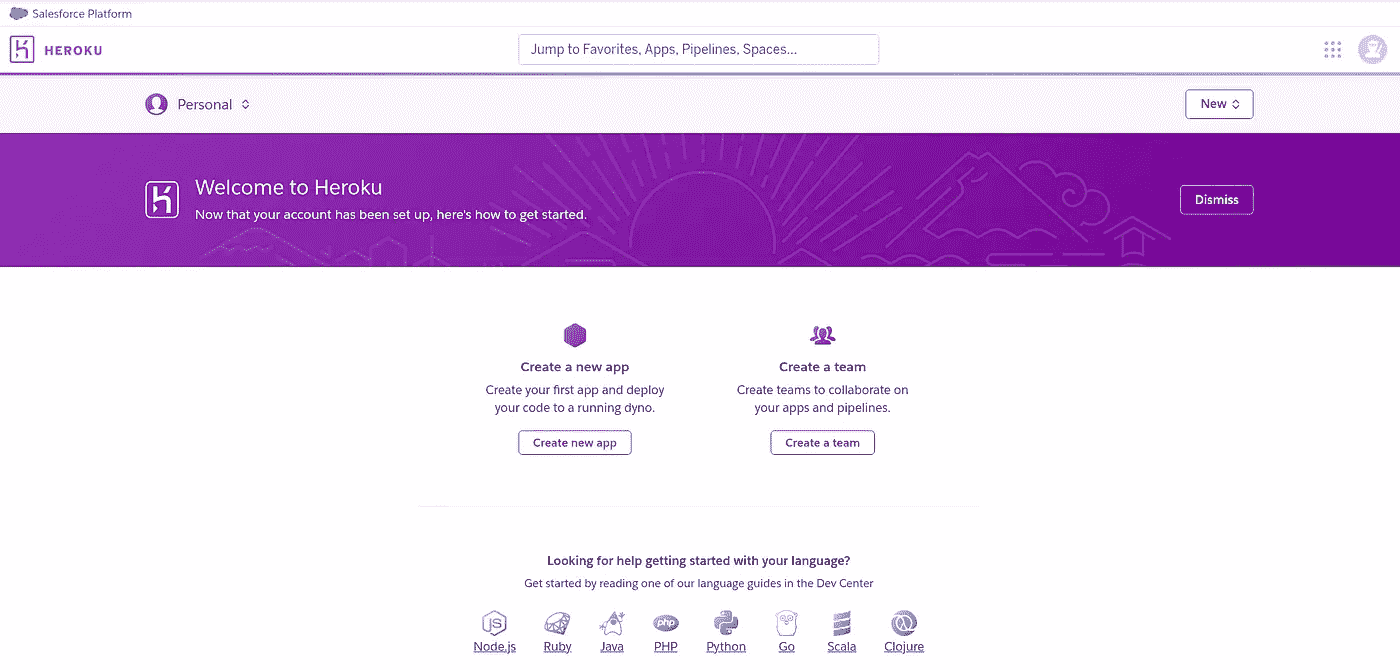 Salesforce Platform
HEROKU
Jump to Favorites, Apps, Pipelines, Spaces...
Personal
New
Welcome to Heroku
Now that your account has been set up, here's how to get started.
Dismiss
Create a new app
Create your first app and deploy
your code to a running dyno.
Create new app
Create a team
Create teams to collaborate on
your apps and pipelines.
Create a team
Looking for help getting started with your language?
Get started by reading one of our language guides in the Dev Center
JS
php
Node.js Ruby Java PHP Python Go Scala Clojure